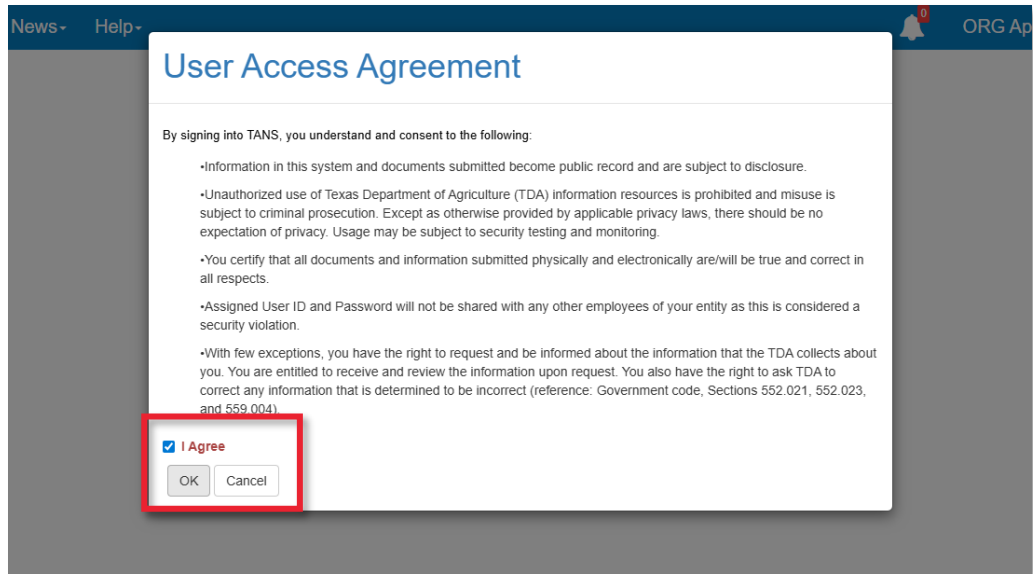 News Help 0 ORG Ap
User Access Agreement
By signing into TANS, you understand and consent to the following:
•Information in this system and documents submitted become public record and are subject to disclosure.
•Unauthorized use of Texas Department of Agriculture (TDA) information resources is prohibited and misuse is
subject to criminal prosecution. Except as otherwise provided by applicable privacy laws, there should be no
expectation of privacy. Usage may be subject to security testing and monitoring.
•You certify that all documents and information submitted physically and electronically are/will be true and correct in
all respects.
•Assigned User ID and Password will not be shared with any other employees of your entity as this is considered a
security violation.
•With few exceptions, you have the right to request and be informed about the information that the TDA collects about
you. You are entitled to receive and review the information upon request. You also have the right to ask TDA to
correct any information that is determined to be incorrect (reference: Government code, Sections 552.021, 552.023,
and 559.004).
I Agree
OK Cancel